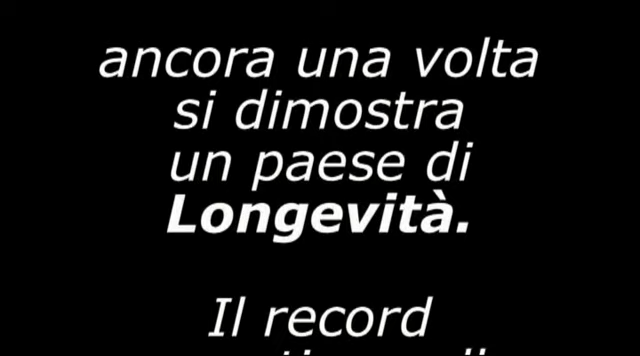 ancora una volta
si dimostra
un paese di
Longevità.
Il record